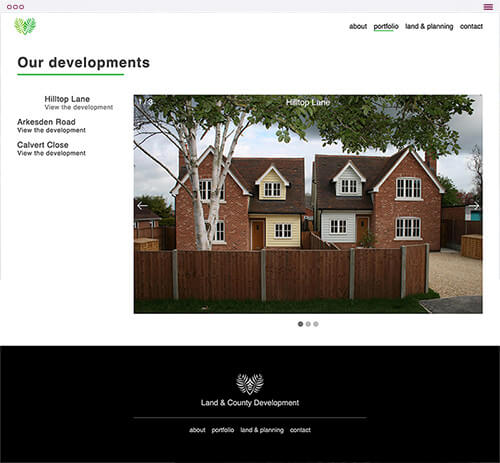 about portfolio land & planning contact
Our developments
Hilltop Lane
View the development
Arkesden Road
View the development
Calvert Close
View the development
1 / 3
Hilltop Lane
Land & County Development
about portfolio land & planning contact